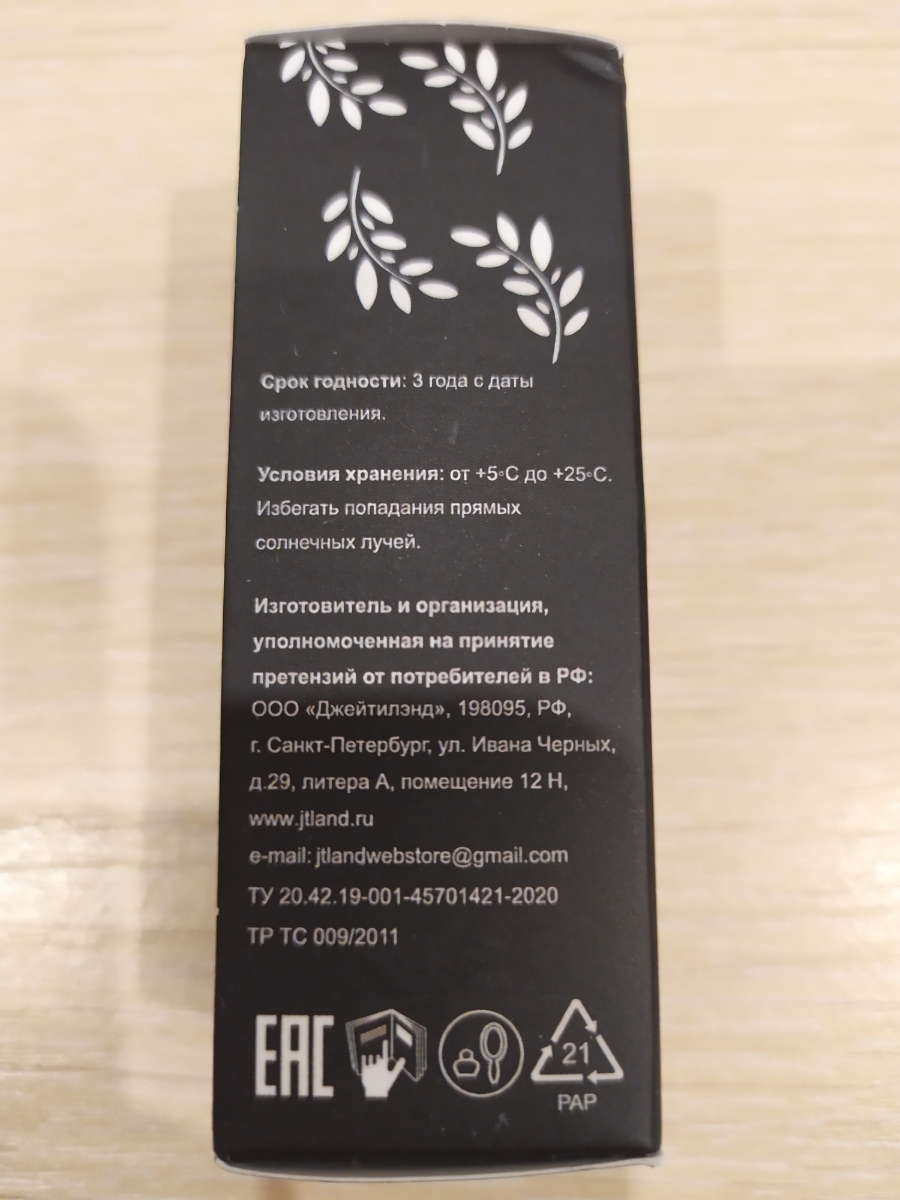 Срок годности: 3 года с даты
изготовления.
Условия хранения: от +5°С до +25°С.
Избегать попадания прямых
солнечных лучей.
Изготовитель и организация,
уполномоченная на принятие
претензий от потребителей в РФ:
ООО «Джейтилэнд», 198095, РФ,
г. Санкт-Петербург, ул. Ивана Черных,
д.29, литера А, помещение 12 Н,
www.jtland.ru
e-mail: jtlandwebstore@gmail.com
ТУ 20.42.19-001-45701421-2020
ТР ТС 009/2011
EAC
21
PAP